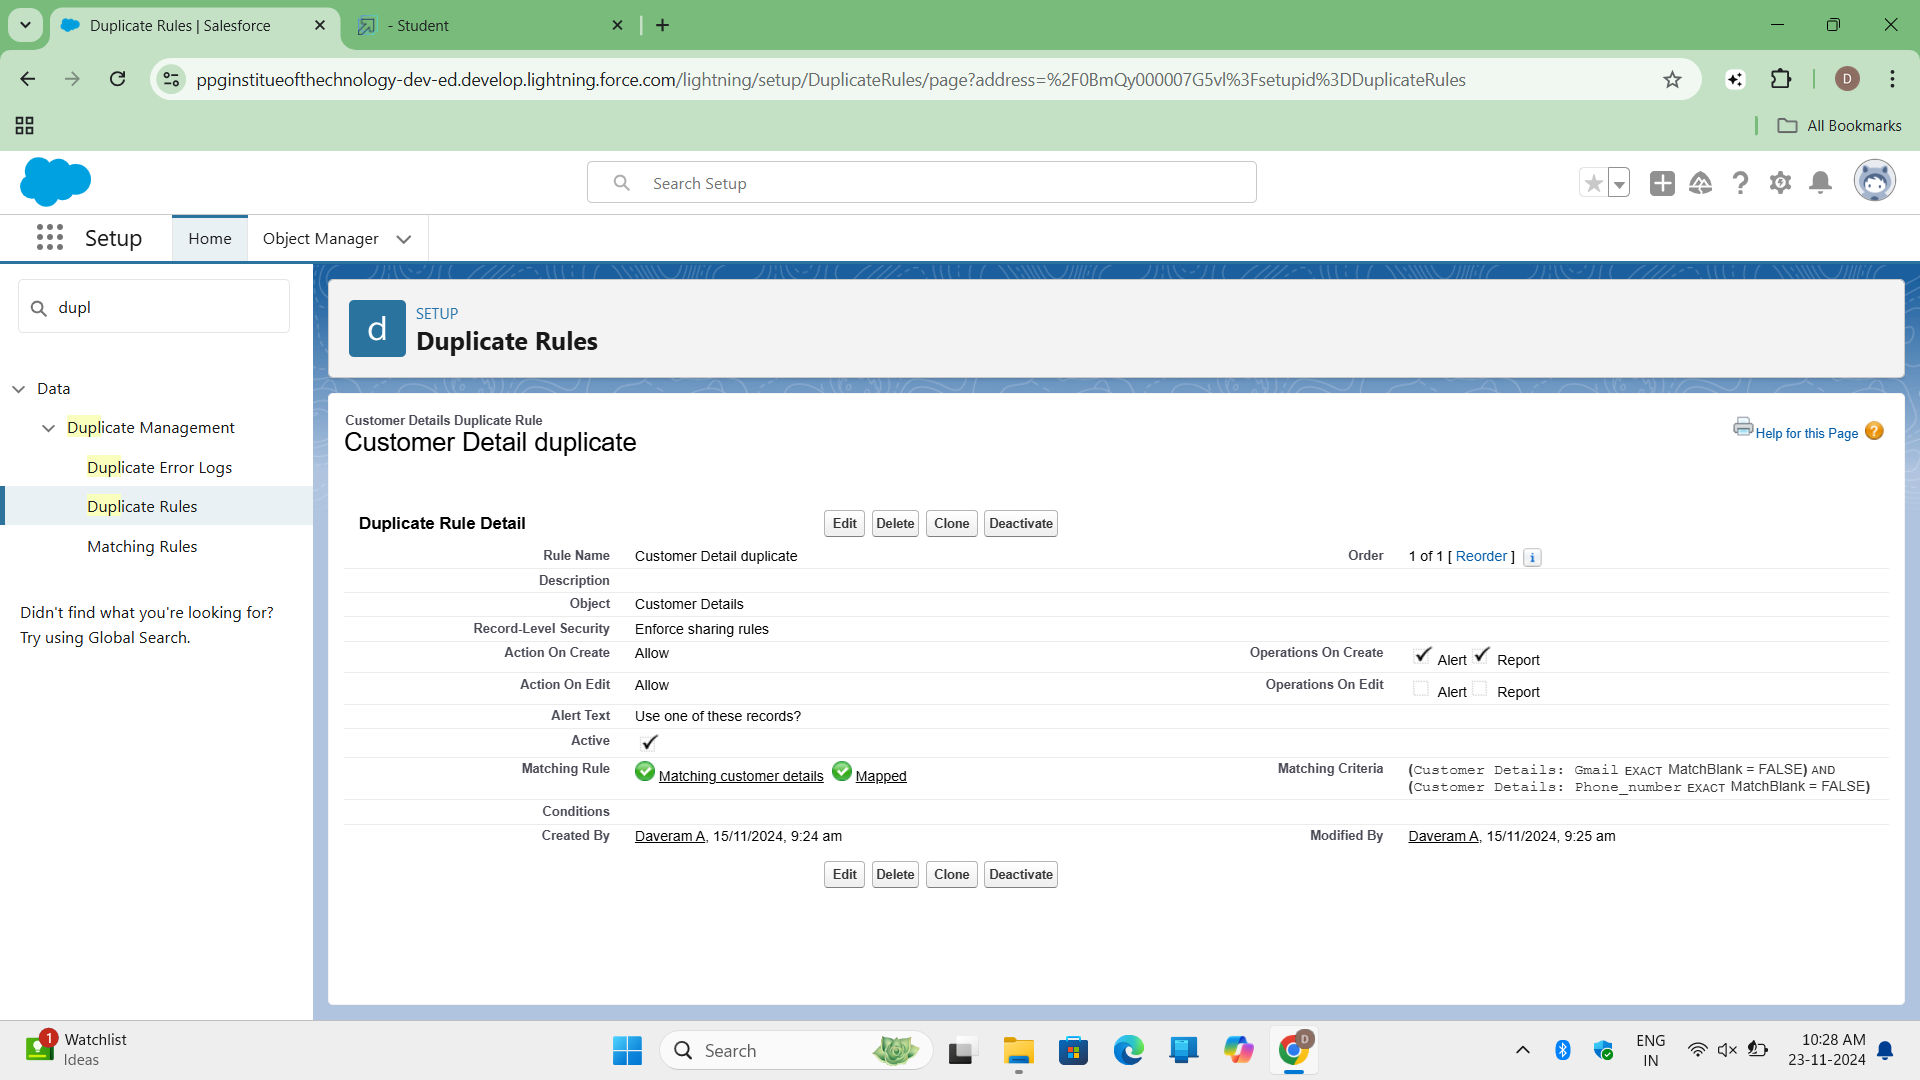 Duplicate Rules | Salesforce
- Student
ppginstitueofthechnology-dev-ed.develop.lightning.force.com/lightning/setup/DuplicateRules/page?address=%2F0BmQy000007G5vl%3Fsetupid%3DDuplicateRules
D
All Bookmarks
Search Setup
Setup
Home
Object Manager
dupl
Data
Duplicate Management
Duplicate Error Logs
Duplicate Rules
Matching Rules
Didn't find what you're looking for?
Try using Global Search.
d
SETUP
Duplicate Rules
Customer Details Duplicate Rule
Customer Detail duplicate
Help for this Page
Duplicate Rule Detail
Edit Delete Clone Deactivate
Rule Name Customer Detail duplicate Order 1 of 1 [ Reorder ] i
Description
Object Customer Details
Record-Level Security Enforce sharing rules
Action On Create Allow Operations On Create Alert Report
Action On Edit Allow Operations On Edit Alert Report
Alert Text Use one of these records?
Active
Matching Rule Matching customer details Mapped Matching Criteria (Customer Details: Gmail EXACT MatchBlank = FALSE) AND
(Customer Details: Phone_number EXACT MatchBlank = FALSE)
Conditions
Created By Daveram A, 15/11/2024, 9:24 am Modified By Daveram A, 15/11/2024, 9:25 am
Edit Delete Clone Deactivate
1
Watchlist
Ideas
Search
D
ENG
IN
10:28 AM
23-11-2024